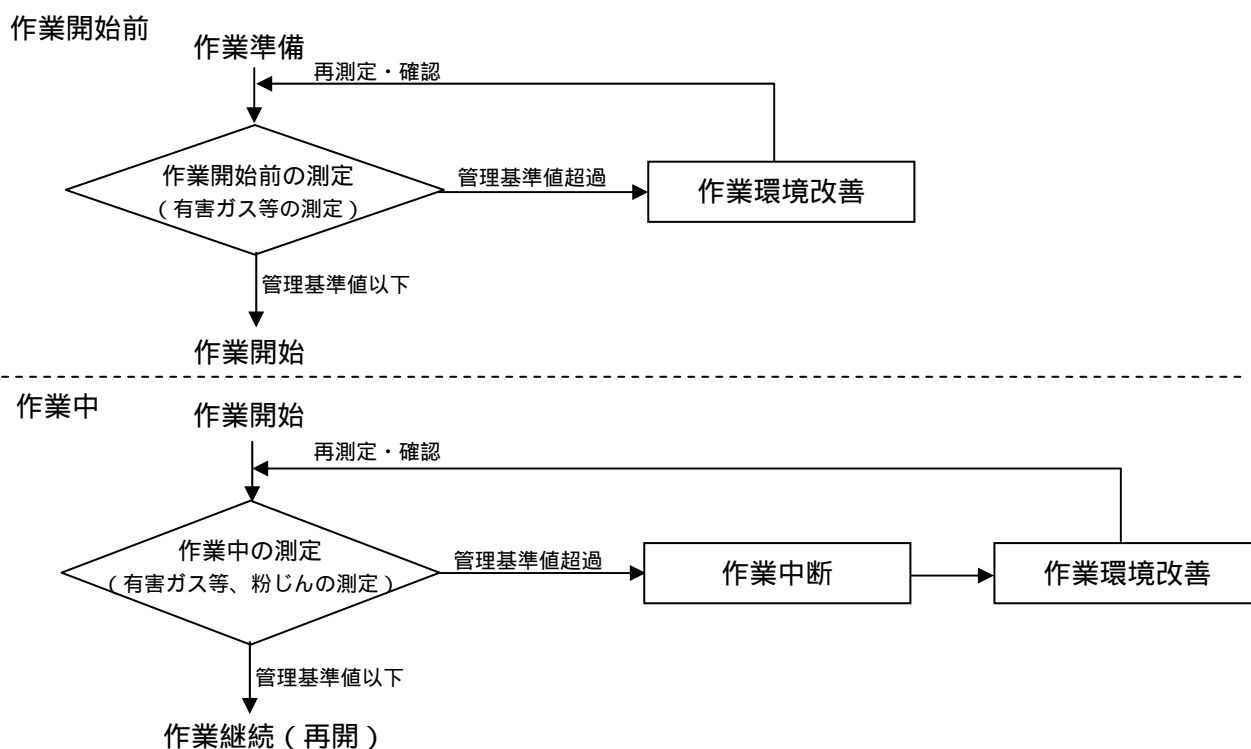 作業開始前
作業準備
再測定・確認
作業開始前の測定
（有害ガス等の測定）
管理基準値超過
作業環境改善
管理基準値以下
作業開始
作業中
作業開始
再測定・確認
作業中の測定
（有害ガス等、粉じんの測定）
管理基準値超過
作業中断
作業環境改善
管理基準値以下
作業継続（再開）